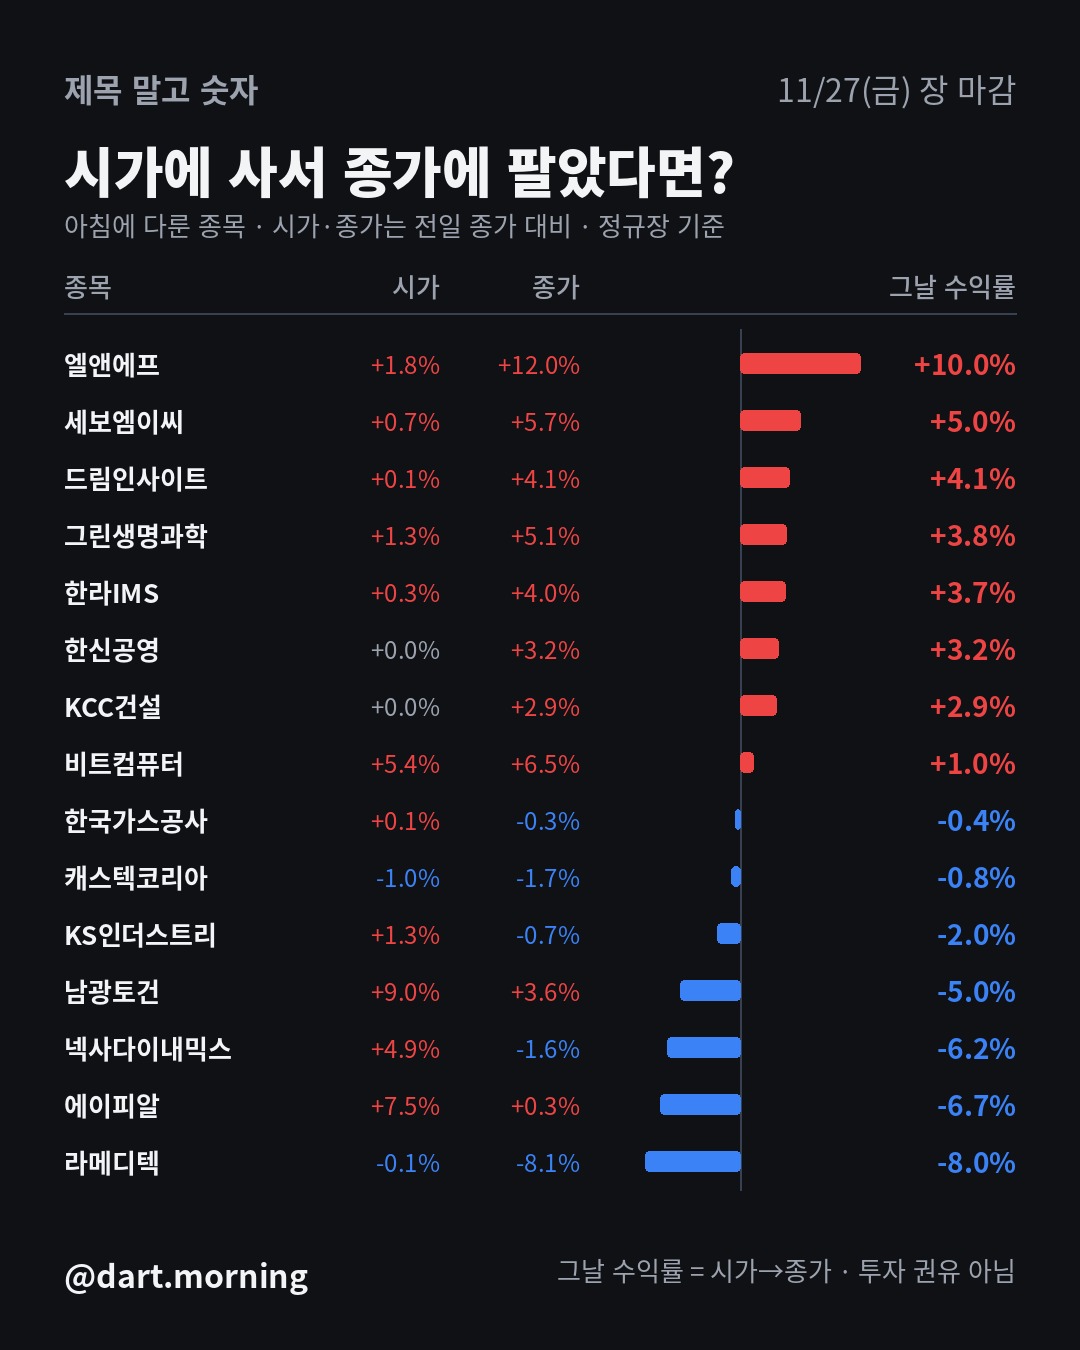 제목 말고 숫자
11/27(금) 장 마감
시가에 사서 종가에 팔았다면?
아침에 다룬 종목 · 시가·종가는 전일 종가 대비 · 정규장 기준
종목 시가 종가 그날 수익률
엘앤에프 +1.8% +12.0% +10.0%
세보엠이씨 +0.7% +5.7% +5.0%
드림인사이트 +0.1% +4.1% +4.1%
그린생명과학 +1.3% +5.1% +3.8%
한라IMS +0.3% +4.0% +3.7%
한신공영 +0.0% +3.2% +3.2%
KCC건설 +0.0% +2.9% +2.9%
비트컴퓨터 +5.4% +6.5% +1.0%
한국가스공사 +0.1% -0.3% -0.4%
캐스텍코리아 -1.0% -1.7% -0.8%
KS인더스트리 +1.3% -0.7% -2.0%
남광토건 +9.0% +3.6% -5.0%
넥사다이내믹스 +4.9% -1.6% -6.2%
에이피알 +7.5% +0.3% -6.7%
라메디텍 -0.1% -8.1% -8.0%
@dart.morning
그날 수익률 = 시가→종가 · 투자 권유 아님